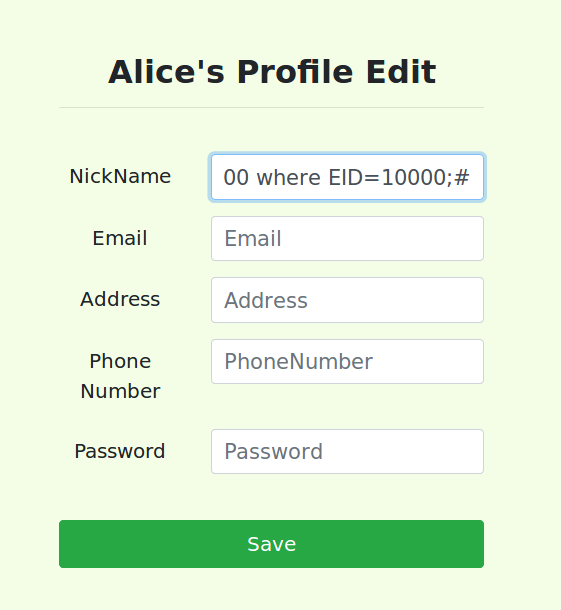 Alice's Profile Edit
NickName
00 where EID=10000;#
Email
Email
Address
Address
Phone
Number
PhoneNumber
Password
Password
Save